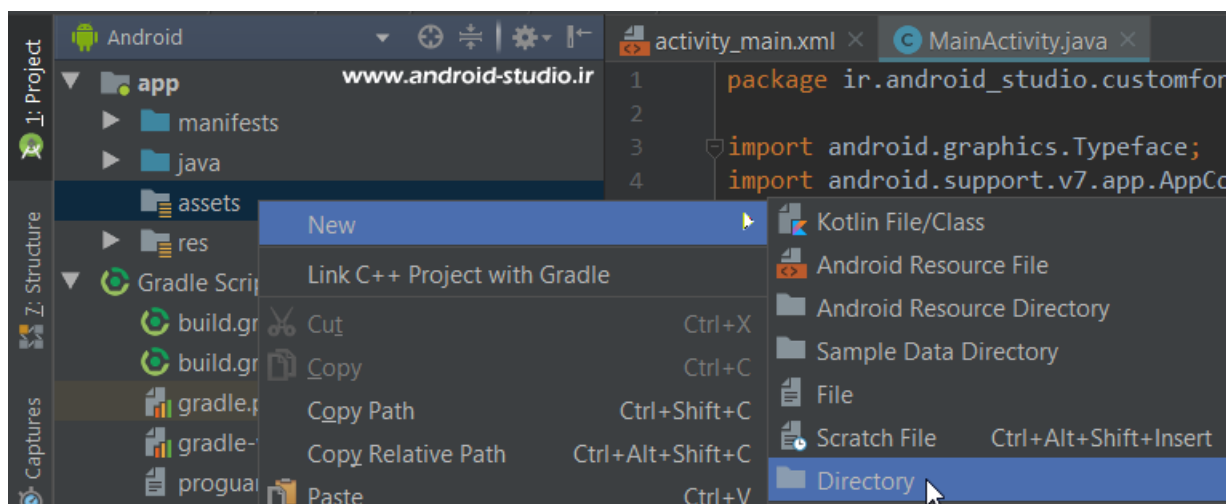 1: Project
7: Structure
Captures
Android
www.android-studio.ir
app
manifests
java
assets
res
Gradle Scrip
build.gr
build.gr
gradle.p
gradle-
proguar
activity_main.xml
MainActivity.java
1 package ir.android_studio.customfor
2
3 import android.graphics.Typeface;
4 import android.support.v7.app.AppCo
New
Link C++ Project with Gradle
Cut Ctrl+X
Copy Ctrl+C
Copy Path Ctrl+Shift+C
Copy Relative Path Ctrl+Alt+Shift+C
Paste Ctrl+V
Kotlin File/Class
Android Resource File
Android Resource Directory
Sample Data Directory
File
Scratch File Ctrl+Alt+Shift+Insert
Directory